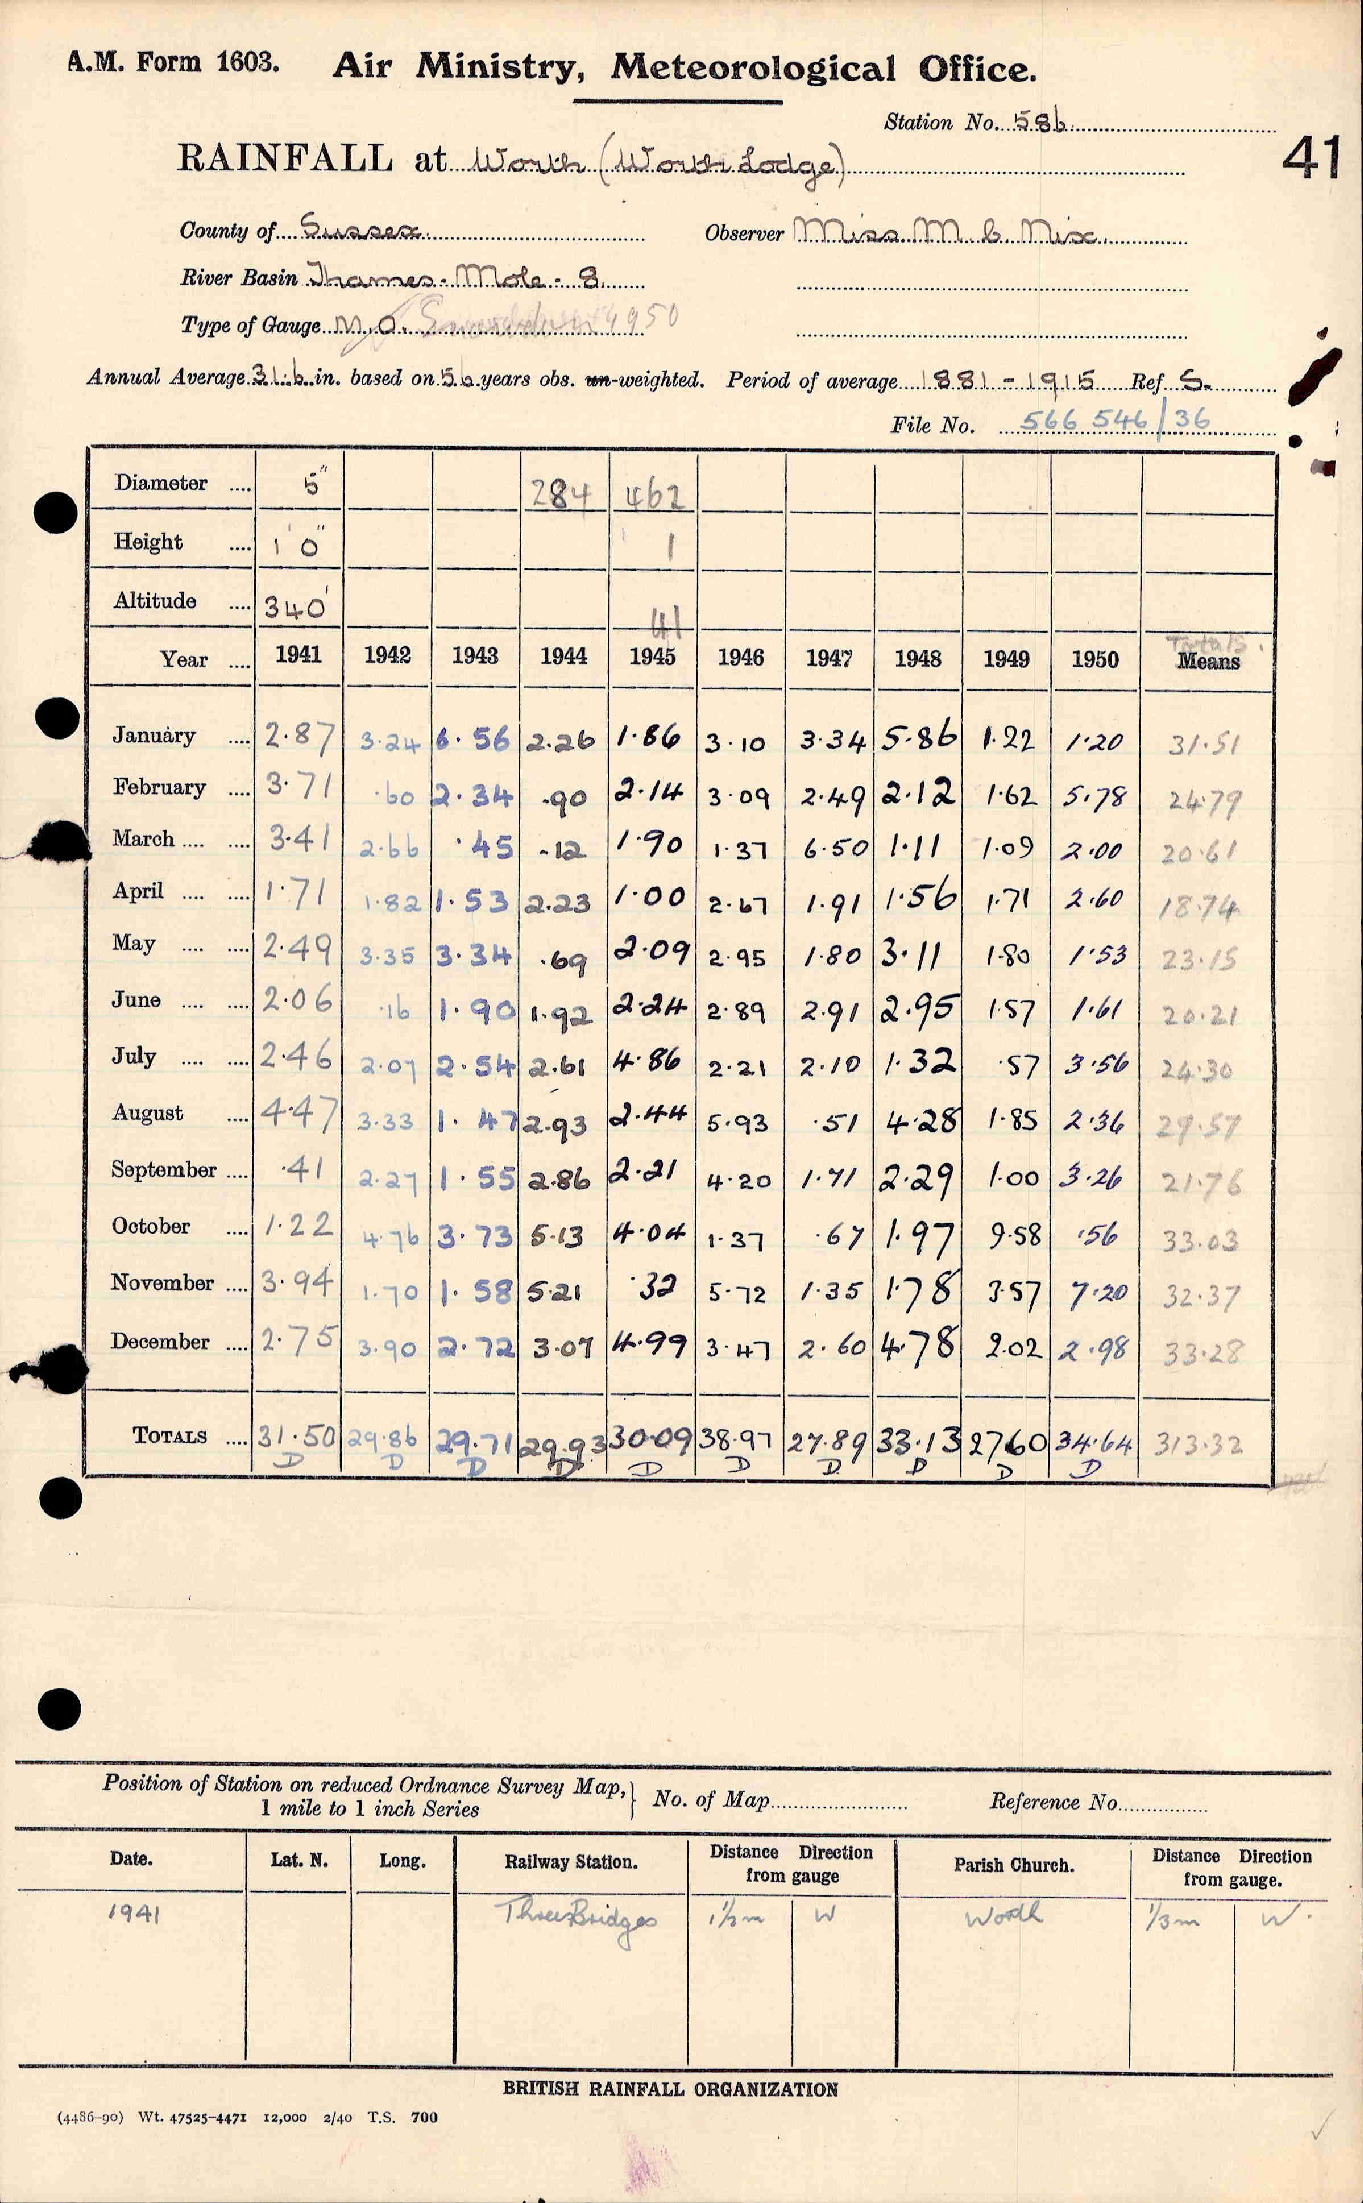 A.M. Form 1603. Air Ministry, Meteorological Office.
Station No. 586
41
RAINFALL at Worth (Worth Lodge)
County of Sussex Observer Miss M C Nix
River Basin Thames - Mole - 8
Type of Gauge M.O. Snowdon 1950
Annual Average 31.6 in. based on 56 years obs. un-weighted. Period of average 1881 - 1915 Ref S.
File No. 566 546/36
Diameter .... 5" 284 462
Height .... 1' 0" 1
Altitude .... 340' 41
Totals.
Year .... 1941 1942 1943 1944 1945 1946 1947 1948 1949 1950 Means
January .... 2.87 3.24 6.56 2.26 1.86 3.10 3.34 5.86 1.22 1.20 31.51
February .... 3.71 .60 2.34 .90 2.14 3.09 2.49 2.12 1.62 5.78 24.79
March .... .... 3.41 2.66 .45 .12 1.90 1.37 6.50 1.11 1.09 2.00 20.61
April .... .... 1.71 1.82 1.53 2.23 1.00 2.67 1.91 1.56 1.71 2.60 18.74
May .... .... 2.49 3.35 3.34 .69 2.09 2.95 1.80 3.11 1.80 1.53 23.15
June .... .... 2.06 .16 1.90 1.92 2.24 2.89 2.91 2.95 1.57 1.61 20.21
July .... .... 2.46 2.07 2.54 2.61 4.86 2.21 2.10 1.32 .57 3.56 24.30
August .... 4.47 3.33 1.47 2.93 2.44 5.93 .51 4.28 1.85 2.36 29.57
September .... .41 2.27 1.55 2.86 2.21 4.20 1.71 2.29 1.00 3.26 21.76
October .... 1.22 4.76 3.73 5.13 4.04 1.37 .67 1.97 9.58 .56 33.03
November .... 3.94 1.70 1.58 5.21 .32 5.72 1.35 1.78 3.57 7.20 32.37
December .... 2.75 3.90 2.72 3.07 4.99 3.47 2.60 4.78 2.02 2.98 33.28
TOTALS .... 31.50 29.86 29.71 29.93 30.09 38.97 27.89 33.13 27.60 34.64 313.32
D D D D D D D D D D
Position of Station on reduced Ordnance Survey Map,
1 mile to 1 inch Series } No. of Map Reference No.
Date. Lat. N. Long. Railway Station. Distance from gauge Direction Parish Church. Distance from gauge. Direction
1941 Three Bridges 1½ m W Worth 1/3 m W.
BRITISH RAINFALL ORGANIZATION
(4486-90) Wt. 47525-4471 12,000 2/40 T.S. 700